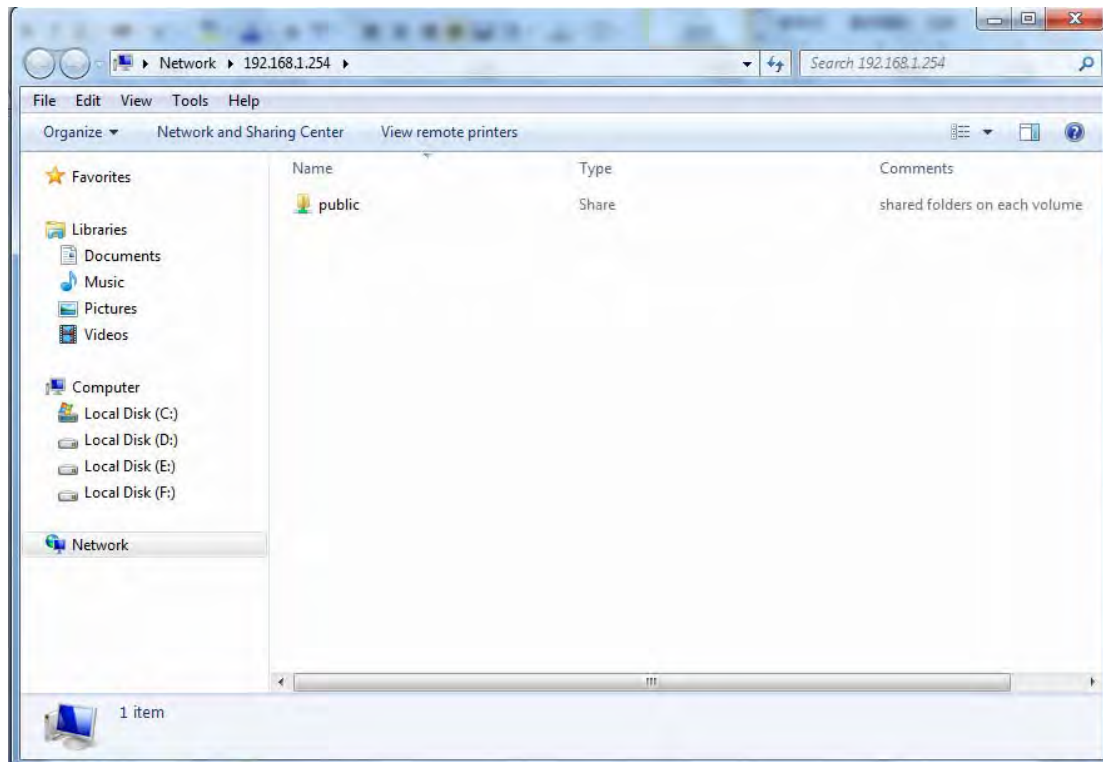 Network 192.168.1.254
Search 192.168.1.254
File Edit View Tools Help
Organize Network and Sharing Center View remote printers
Name Type Comments
Favorites
public Share shared folders on each volume
Libraries
Documents
Music
Pictures
Videos
Computer
Local Disk (C:)
Local Disk (D:)
Local Disk (E:)
Local Disk (F:)
Network
1 item